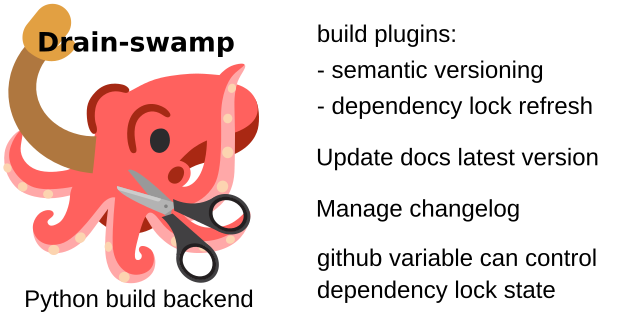 Drain-swamp
Python build backend
build plugins:
- semantic versioning
- dependency lock refresh
Update docs latest version
Manage changelog
github variable can control
dependency lock state